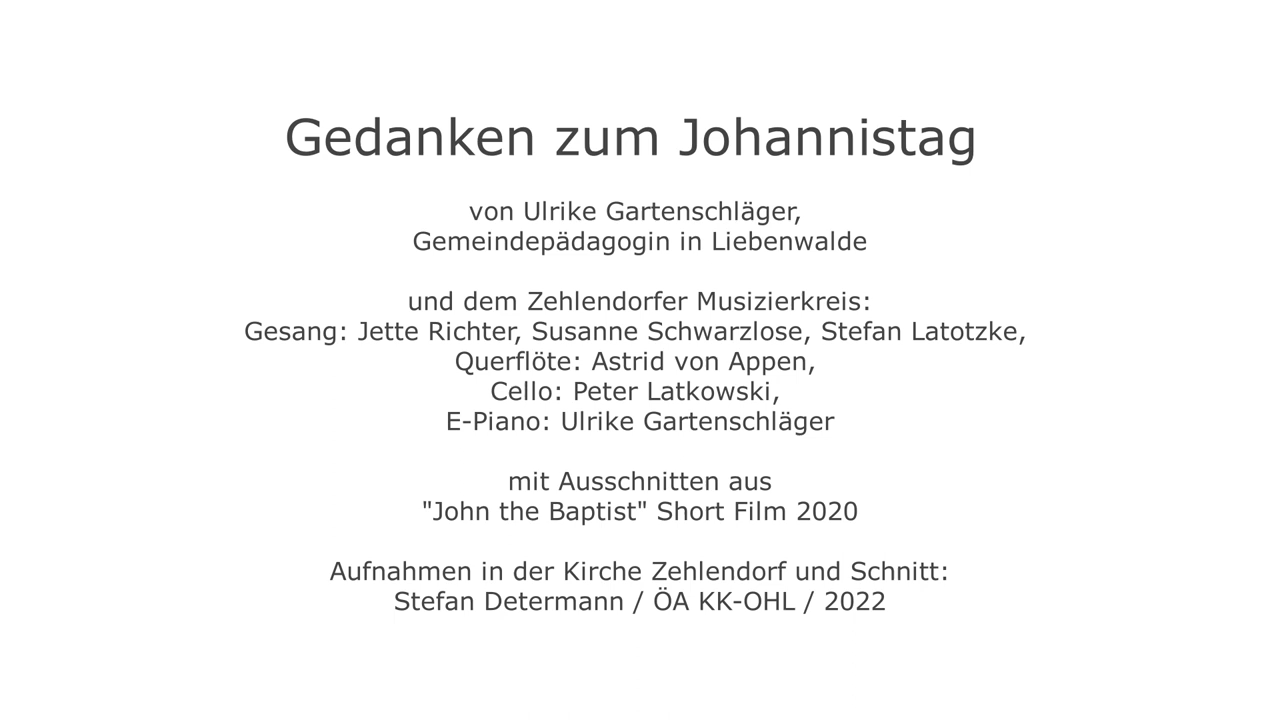 Gedanken zum Johannistag
von Ulrike Gartenschläger,
Gemeindepädagogin in Liebenwalde
und dem Zehlendorfer Musizierkreis:
Gesang: Jette Richter, Susanne Schwarzlose, Stefan Latotzke,
Querflöte: Astrid von Appen,
Cello: Peter Latkowski,
E-Piano: Ulrike Gartenschläger
mit Ausschnitten aus
"John the Baptist" Short Film 2020
Aufnahmen in der Kirche Zehlendorf und Schnitt:
Stefan Determann / ÖA KK-OHL / 2022